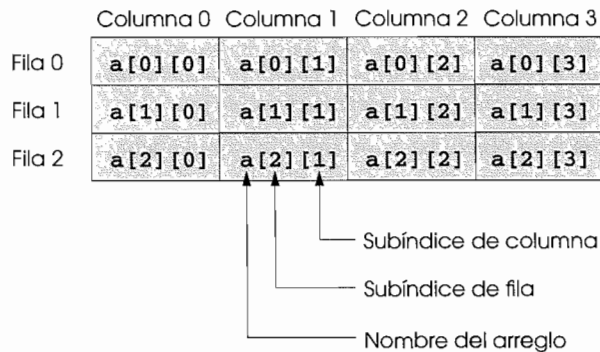 Columna 0 Columna 1 Columna 2 Columna 3
Fila 0 a[0][0] a[0][1] a[0][2] a[0][3]
Fila 1 a[1][0] a[1][1] a[1][2] a[1][3]
Fila 2 a[2][0] a[2][1] a[2][2] a[2][3]
Subíndice de columna
Subíndice de fila
Nombre del arreglo